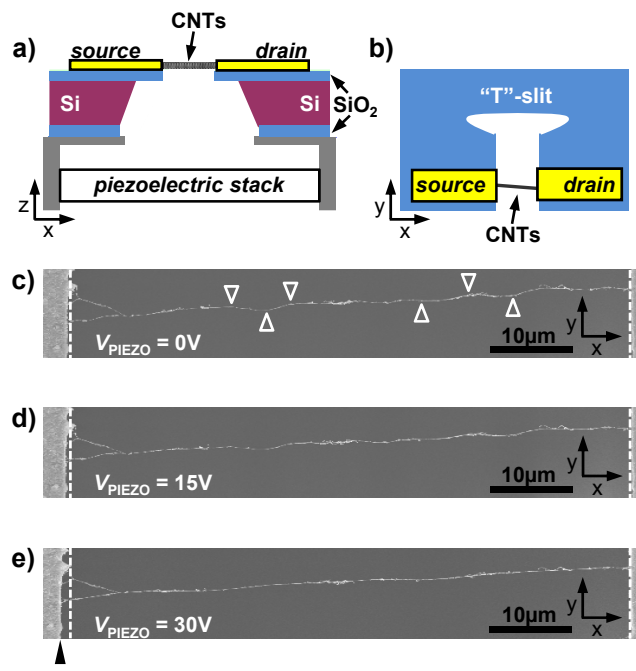 a)
CNTs
source
drain
Si
Si
SiO2
piezoelectric stack
z
x
b)
“T”-slit
source
drain
y
x
CNTs
c)
VPIEZO = 0V
10µm
y
x
d)
VPIEZO = 15V
10µm
y
x
e)
VPIEZO = 30V
10µm
y
x